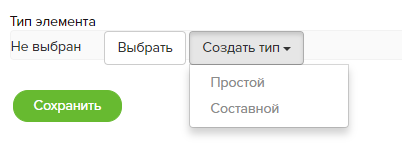 Тип элемента
Не выбран Выбрать Создать тип
Простой
Составной
Сохранить